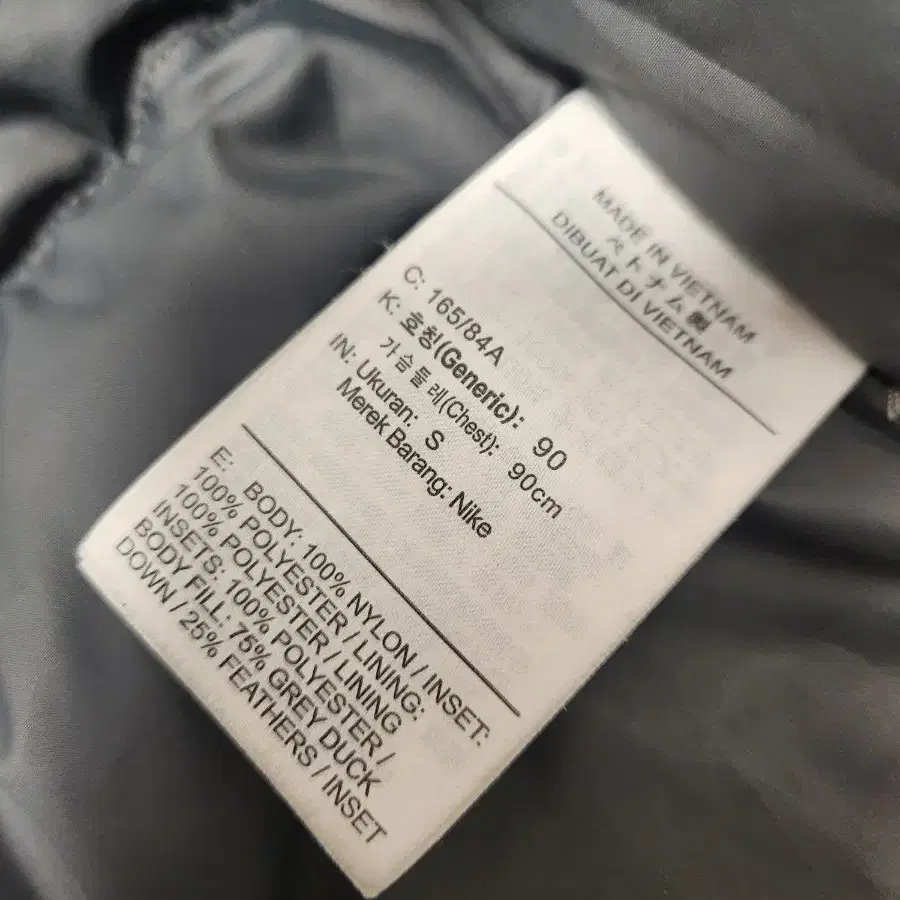 MADE IN VIETNAM
ベトナム製
DIBUAT DI VIETNAM
C: 165/84A
K: 호칭(Generic): 90
가슴둘레(Chest): 90cm
IN: Ukuran: S
Merek Barang: Nike
E: BODY: 100% NYLON / INSET:
100% POLYESTER / LINING:
100% POLYESTER / LINING
INSETS: 100% POLYESTER /
BODY FILL: 75% GREY DUCK
DOWN / 25% FEATHERS / INSET